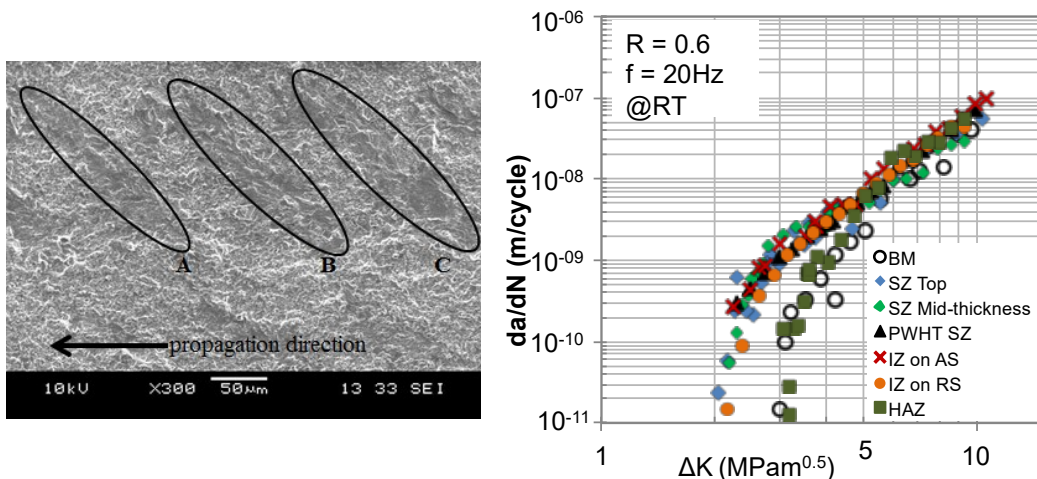 A
B
C
propagation direction
10kV X300 50μm 13 33 SEI
10-06
10-07
10-08
10-09
10-10
10-11
da/dN (m/cycle)
R = 0.6
f = 20Hz
@RT
BM
SZ Top
SZ Mid-thickness
PWHT SZ
IZ on AS
IZ on RS
HAZ
1
5
10
ΔK (MPam0.5)